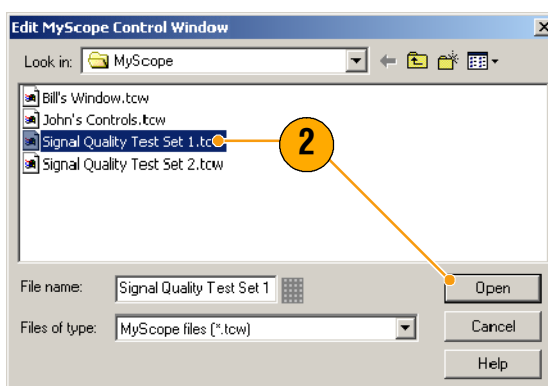 Edit MyScope Control Window
Look in: MyScope
Bill's Window.tcw
John's Controls.tcw
Signal Quality Test Set 1.tcw
Signal Quality Test Set 2.tcw
2
File name: Signal Quality Test Set 1 Open
Files of type: MyScope files (*.tcw) Cancel
Help